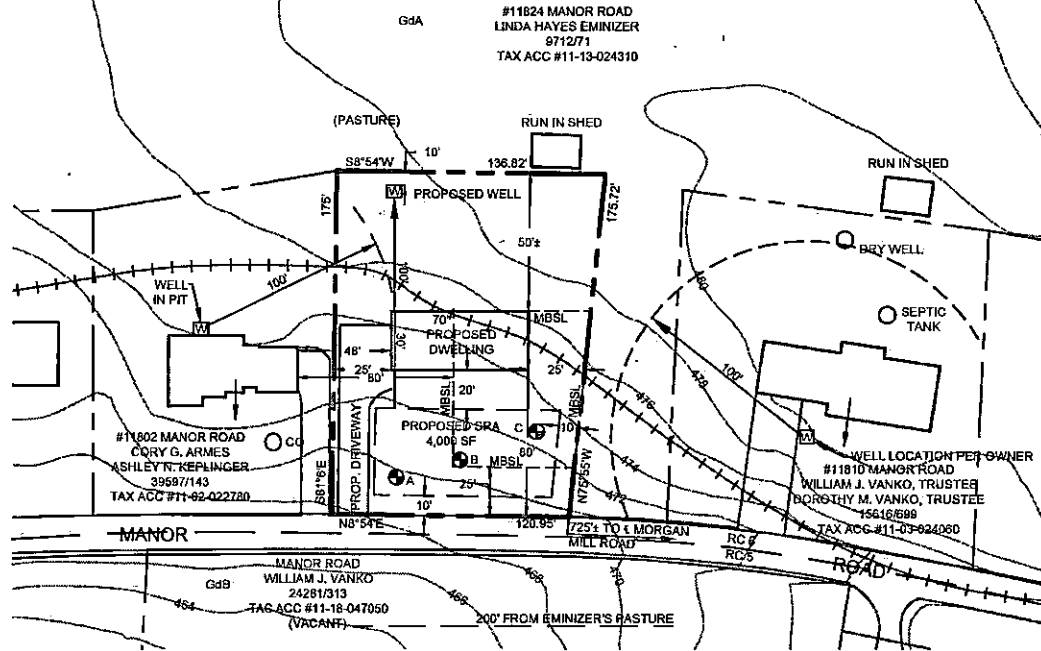 GdA
#11824 MANOR ROAD
LINDA HAYES EMINIZER
9712/71
TAX ACC #11-13-024310
(PASTURE)
RUN IN SHED
S8°54'W
10'
136.82'
RUN IN SHED
W
PROPOSED WELL
175'
175.72'
50'±
DRY WELL
WELL
IN PIT
100'
100'
480
SEPTIC
TANK
W
70'
MBSL
PROPOSED
DWELLING
30'
48'
25'
80'
25'
100'
478
476
20'
MBSL
MBSL
PROPOSED SRA
4,000 SF
C
10'
W
B
80'
474
#11802 MANOR ROAD
CORY G. ARMES
ASHLEY N. KEPLINGER
39597/143
TAX ACC #11-02-022780
CO
PROP. DRIVEWAY
A
25'
MBSL
N75°55'W
472
WELL LOCATION PER OWNER
#11810 MANOR ROAD
WILLIAM J. VANKO, TRUSTEE
DOROTHY M. VANKO, TRUSTEE
15616/699
TAX ACC #11-03-024060
10'
N8°54'E
120.95'
725'± TO ℄ MORGAN
MILL ROAD
MANOR
RC 6
RC 5
ROAD
MANOR ROAD
WILLIAM J. VANKO
24281/313
TAS ACC #11-18-047050
(VACANT)
GdB
464
466
468
470
200' FROM EMINIZER'S PASTURE